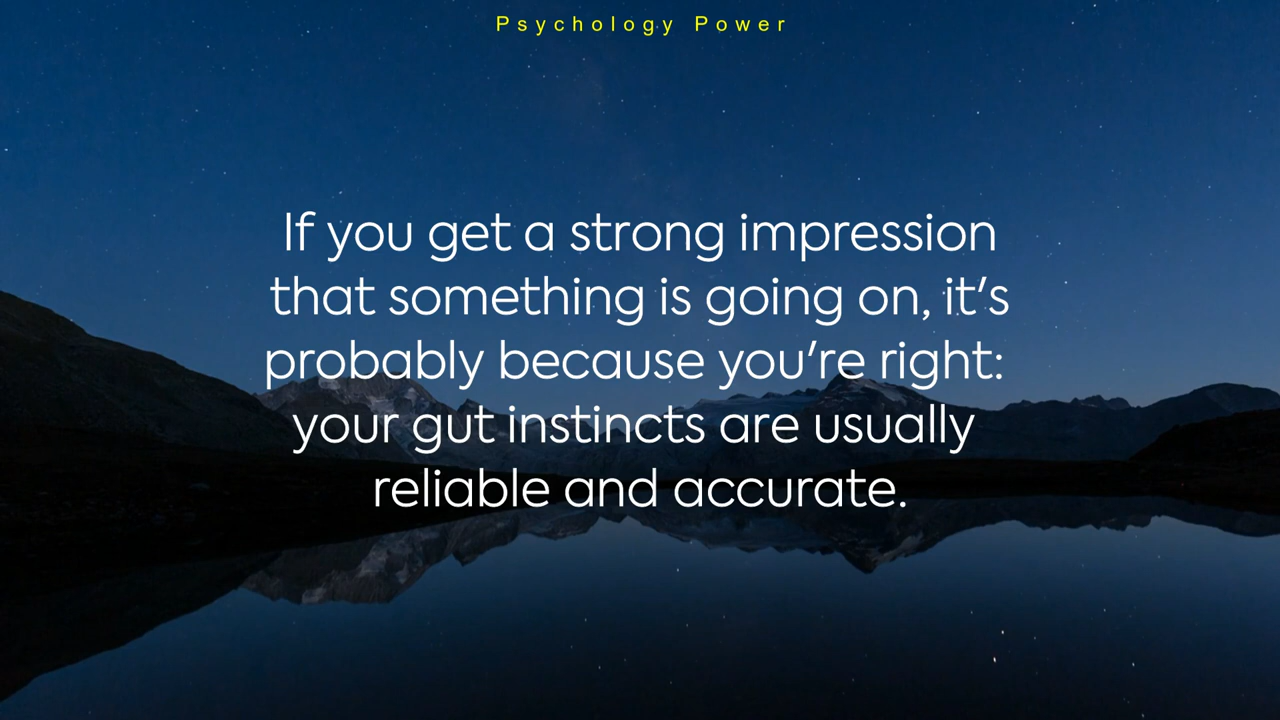 Psychology Power
If you get a strong impression
that something is going on, it's
probably because you're right:
your gut instincts are usually
reliable and accurate.